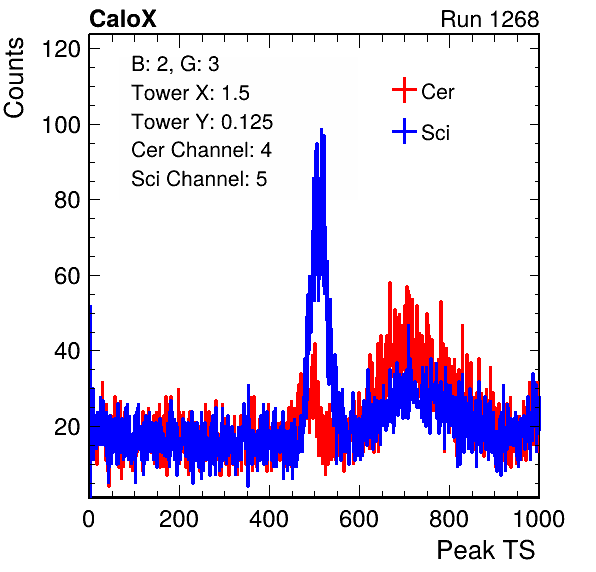 CaloX Run 1268
Counts
120
100
80
60
40
20
B: 2, G: 3
Tower X: 1.5
Tower Y: 0.125
Cer Channel: 4
Sci Channel: 5
Cer
Sci
0 200 400 600 800 1000
Peak TS